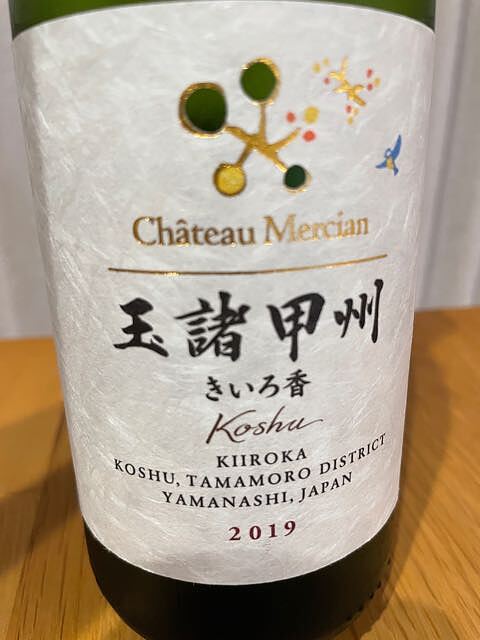 Château Mercian
玉諸甲州
きいろ香
Koshu
KIIROKA
KOSHU, TAMAMORO DISTRICT
YAMANASHI, JAPAN
2019